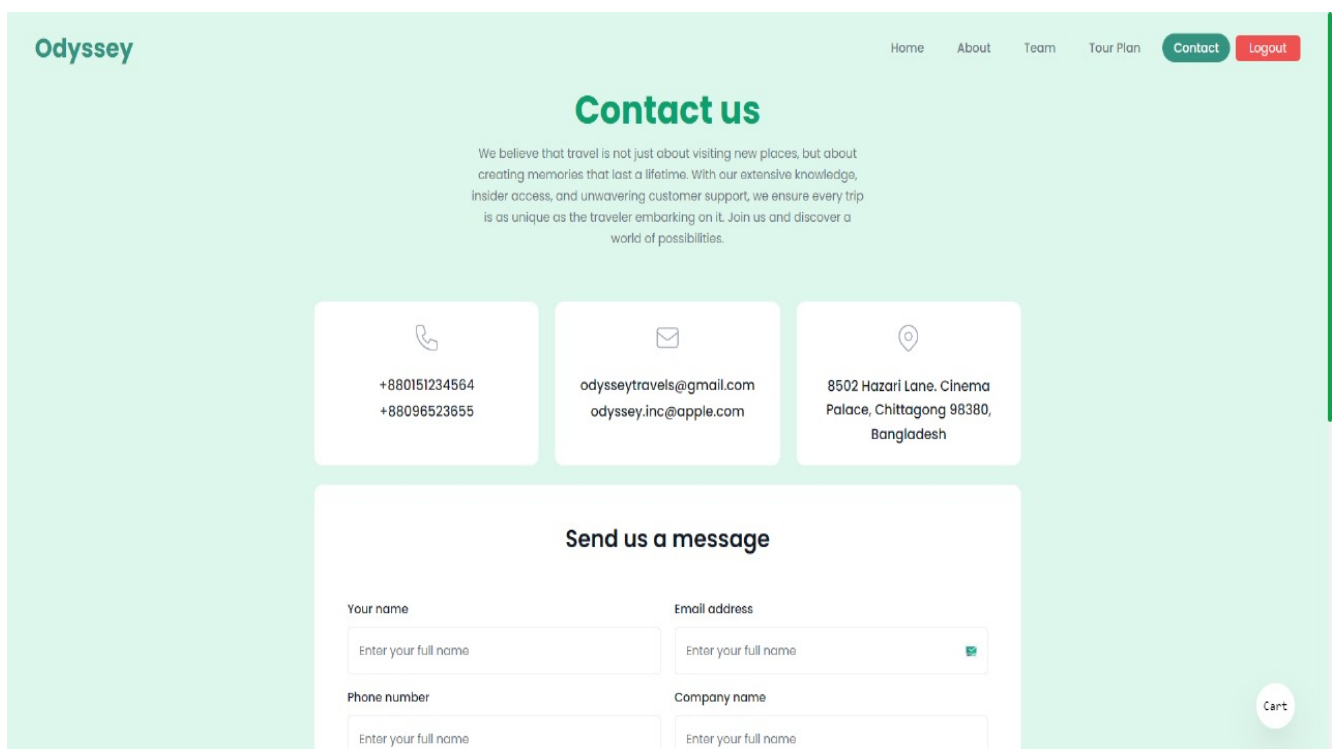 Odyssey
Home About Team Tour Plan Contact Logout
Contact us
We believe that travel is not just about visiting new places, but about
creating memories that last a lifetime. With our extensive knowledge,
insider access, and unwavering customer support, we ensure every trip
is as unique as the traveler embarking on it. Join us and discover a
world of possibilities.
+880151234564
+88096523655
odysseytravels@gmail.com
odyssey.inc@apple.com
8502 Hazari Lane. Cinema
Palace, Chittagong 98380,
Bangladesh
Send us a message
Your name
Enter your full name
Email address
Enter your full name
Phone number
Enter your full name
Company name
Enter your full name
Cart